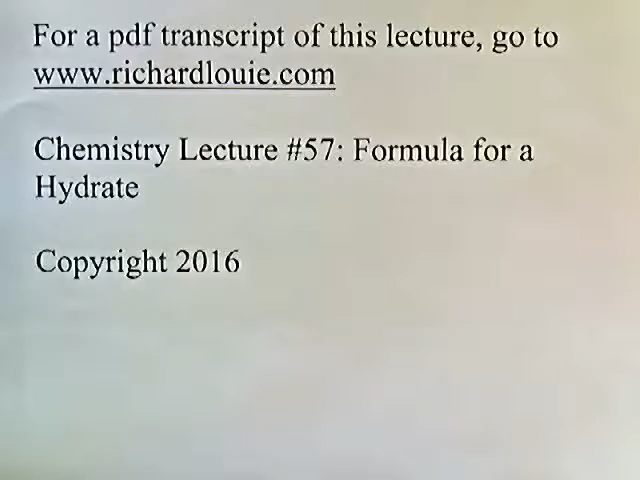 For a pdf transcript of this lecture, go to
www.richardlouie.com
Chemistry Lecture #57: Formula for a
Hydrate
Copyright 2016